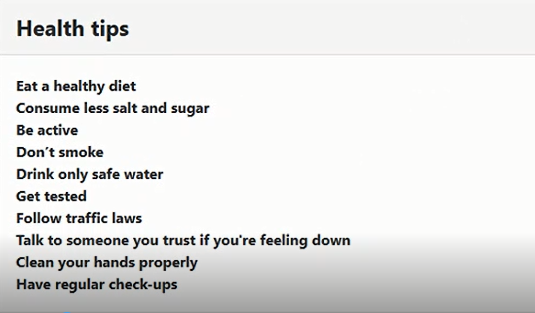 Health tips
Eat a healthy diet
Consume less salt and sugar
Be active
Don't smoke
Drink only safe water
Get tested
Follow traffic laws
Talk to someone you trust if you're feeling down
Clean your hands properly
Have regular check-ups